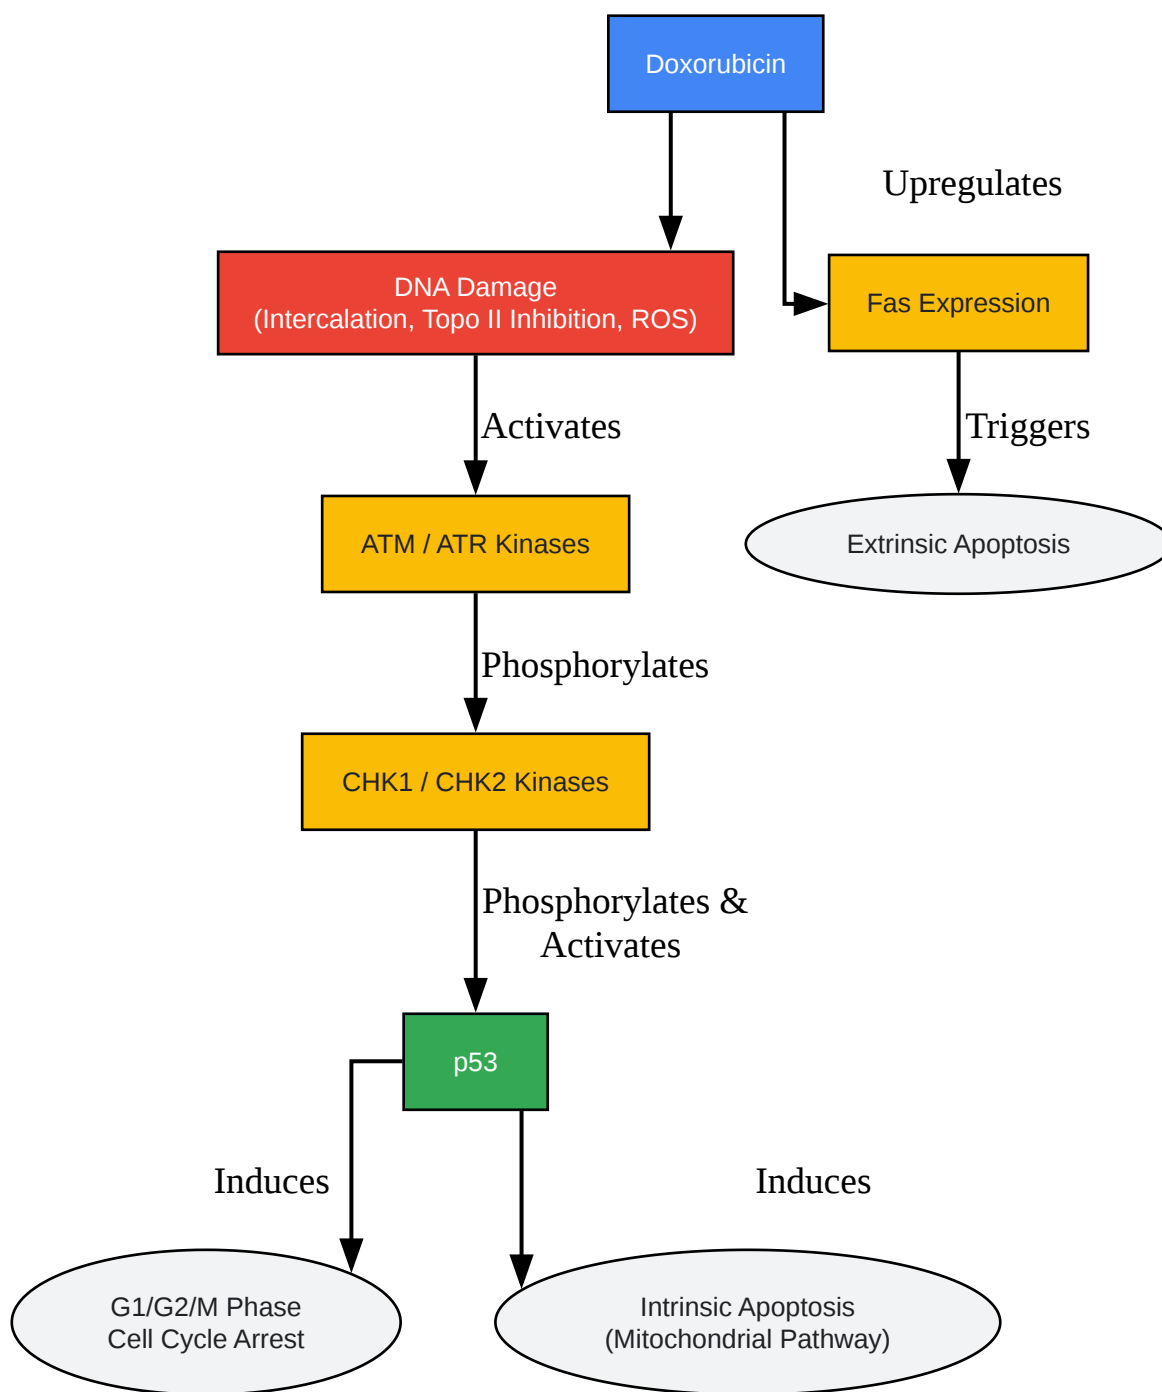 Doxorubicin
Upregulates
DNA Damage
(Intercalation, Topo II Inhibition, ROS)
Fas Expression
Activates
Triggers
ATM / ATR Kinases
Extrinsic Apoptosis
Phosphorylates
CHK1 / CHK2 Kinases
Phosphorylates &
Activates
p53
Induces
Induces
G1/G2/M Phase
Cell Cycle Arrest
Intrinsic Apoptosis
(Mitochondrial Pathway)